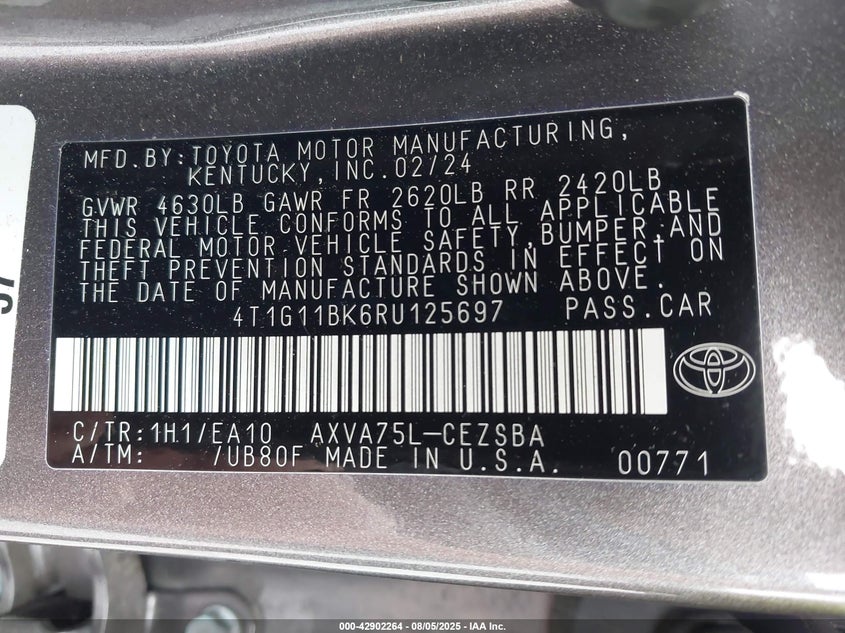 MFD.BY:TOYOTA MOTOR MANUFACTURING,
KENTUCKY, INC.02/24
GVWR 4630LB GAWR FR 2620LB RR 2420LB
THIS VEHICLE CONFORMS TO ALL APPLICABLE
FEDERAL MOTOR VEHICLE SAFETY,BUMPER,AND
THEFT PREVENTION STANDARDS IN EFFECT ON
THE DATE OF MANUFACTURE SHOWN ABOVE.
4T1G11BK6RU125697 PASS.CAR
C/TR:1H1/EA10 AXVA75L-CEZSBA
A/TM: /UB80F MADE IN U.S.A. 00771
000-42902264 - 08/05/2025 - IAA Inc.